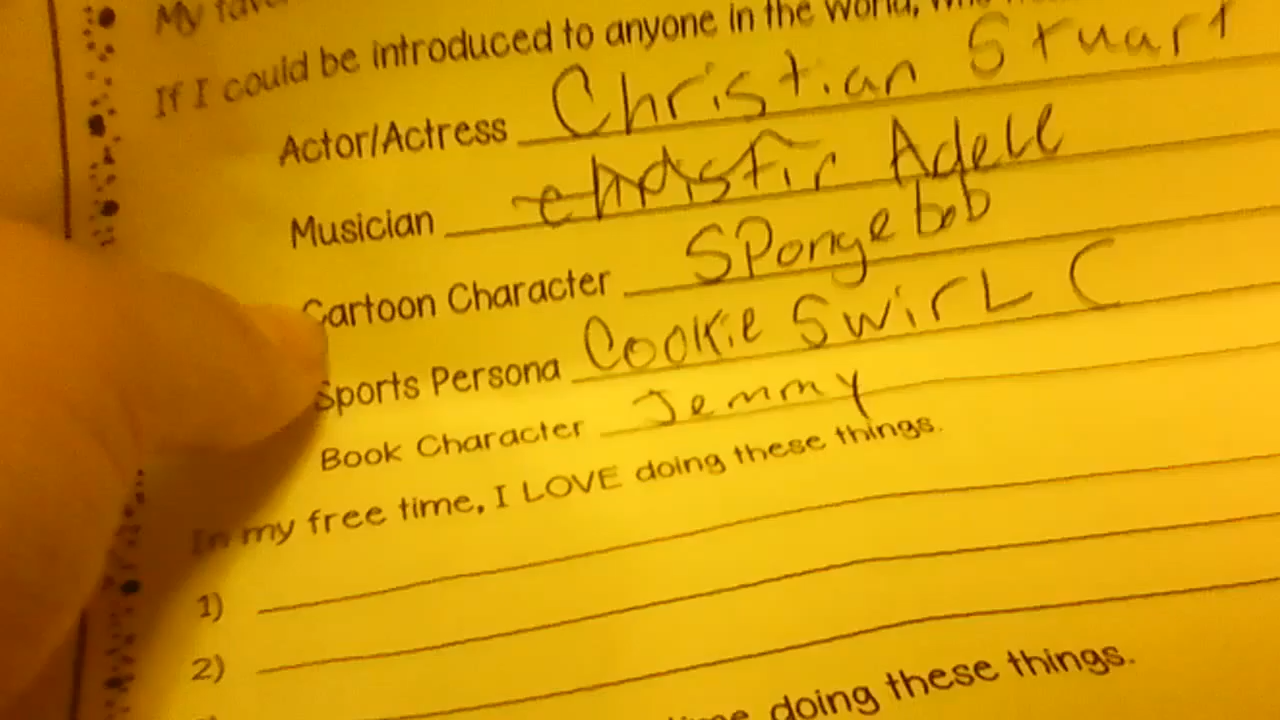 My
If I could be introduced to anyone in the world,
Actor/Actress Christian Stuart
Musician Adell
Cartoon Character SPongebob
Sports Persona Cookie SwirL C
Book Character Jemmy
In my free time, I LOVE doing these things.
1)
2)
doing these things.